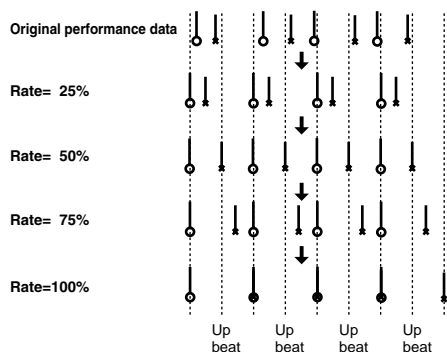 Original performance data
Rate= 25%
Rate= 50%
Rate= 75%
Rate=100%
Up Up Up Up
beat beat beat beat